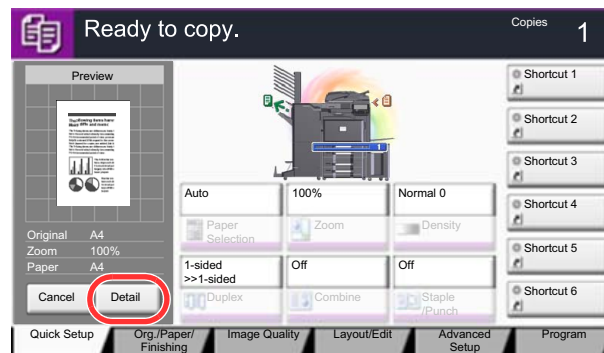 Ready to copy.
Copies 1
Preview
Original A4
Zoom 100%
Paper A4
Cancel
Detail
1
Auto
Paper
Selection
100%
Zoom
Normal 0
Density
1-sided
>>1-sided
Duplex
Off
Combine
Off
Staple
/Punch
Shortcut 1
Shortcut 2
Shortcut 3
Shortcut 4
Shortcut 5
Shortcut 6
Quick Setup
Org./Paper/
Finishing
Image Quality
Layout/Edit
Advanced
Setup
Program